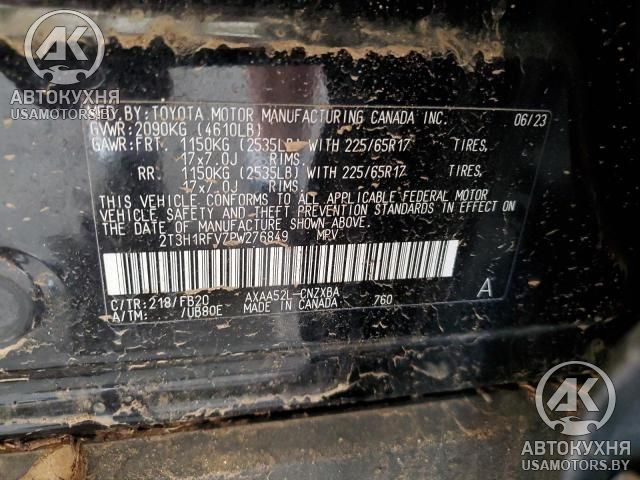 AK
АВТОКУХНЯ
USAMOTORS.BY
MFD.BY:TOYOTA MOTOR MANUFACTURING CANADA INC. 06/23
GVWR:2090KG (4610LB)
GAWR:FRT. 1150KG (2535LB) WITH 225/65R17 TIRES,
17x7.0J RIMS.
RR. 1150KG (2535LB) WITH 225/65R17 TIRES,
17x7.0J RIMS.
THIS VEHICLE CONFORMS TO ALL APPLICABLE FEDERAL MOTOR
VEHICLE SAFETY AND THEFT PREVENTION STANDARDS IN EFFECT ON
THE DATE OF MANUFACTURE SHOWN ABOVE.
2T3H1RFV7PW276849 MPV
C/TR:218/FB20 AXAA52L-CNZXBA 760 A
A/TM: /UB80E MADE IN CANADA
AK
АВТОКУХНЯ
USAMOTORS.BY